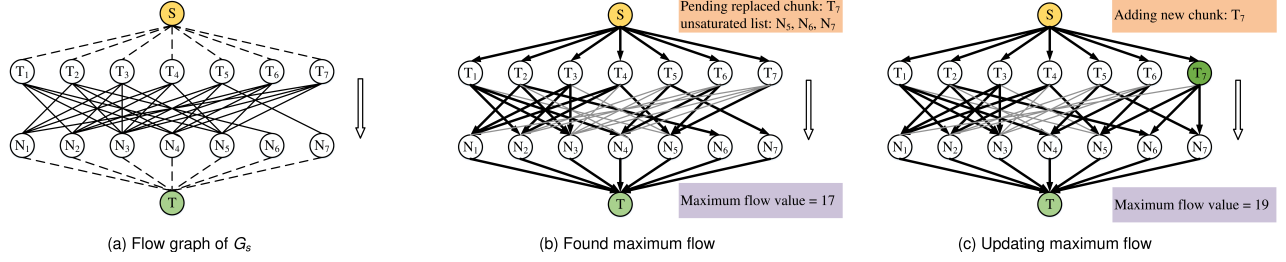 S
T₁ T₂ T₃ T₄ T₅ T₆ T₇
N₁ N₂ N₃ N₄ N₅ N₆ N₇
T
(a) Flow graph of Gₛ
S
Pending replaced chunk: T₇
unsaturated list: N₅, N₆, N₇
T₁ T₂ T₃ T₄ T₅ T₆ T₇
N₁ N₂ N₃ N₄ N₅ N₆ N₇
T
Maximum flow value = 17
(b) Found maximum flow
S
Adding new chunk: T₇
T₁ T₂ T₃ T₄ T₅ T₆ T₇
N₁ N₂ N₃ N₄ N₅ N₆ N₇
T
Maximum flow value = 19
(c) Updating maximum flow